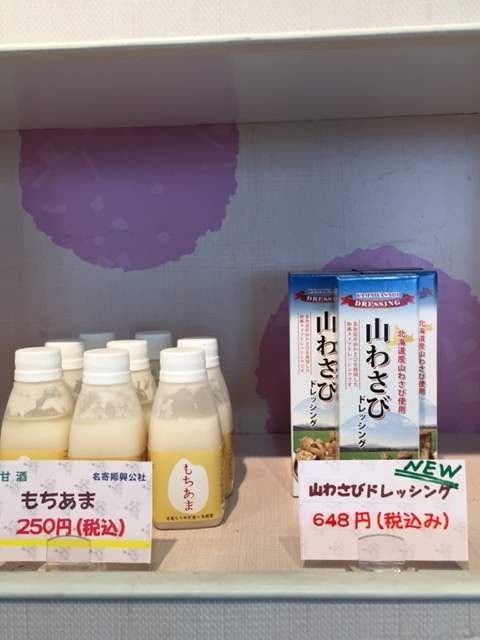 YAMAWASABI
DRESSING
山わさび
ドレッシング
北海道産山わさび使用
もちあま
甘酒 名寄振興公社
もちあま
250円(税込)
NEW
山わさびドレッシング
648円(税込み)